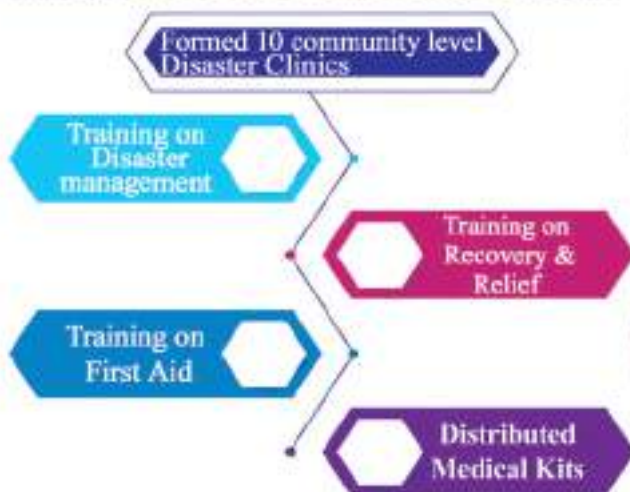 Formed 10 community level
Disaster Clinics
Training on
Disaster
management
Training on
Recovery &
Relief
Training on
First Aid
Distributed
Medical Kits